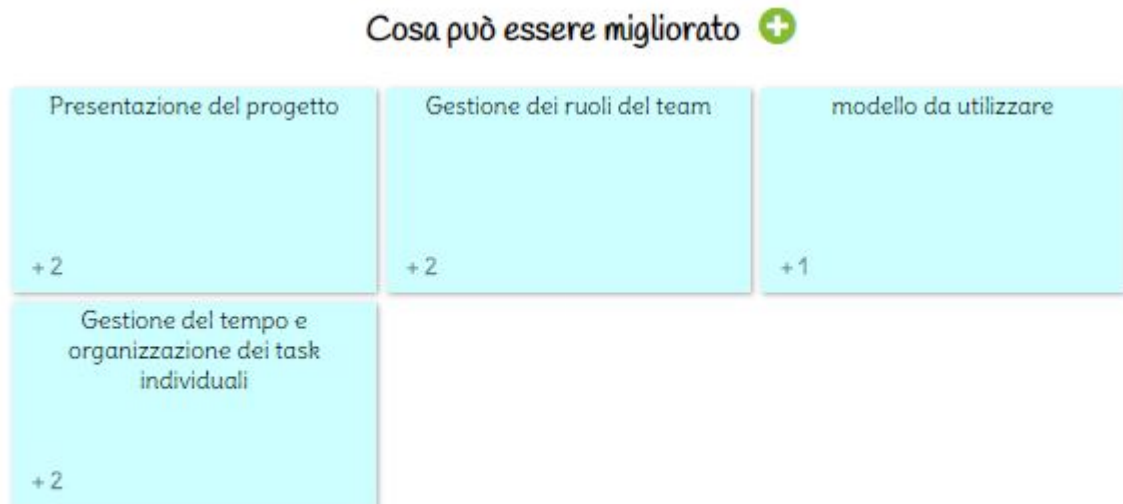 Cosa può essere migliorato
Presentazione del progetto
+ 2
Gestione dei ruoli del team
+ 2
modello da utilizzare
+ 1
Gestione del tempo e
organizzazione dei task
individuali
+ 2